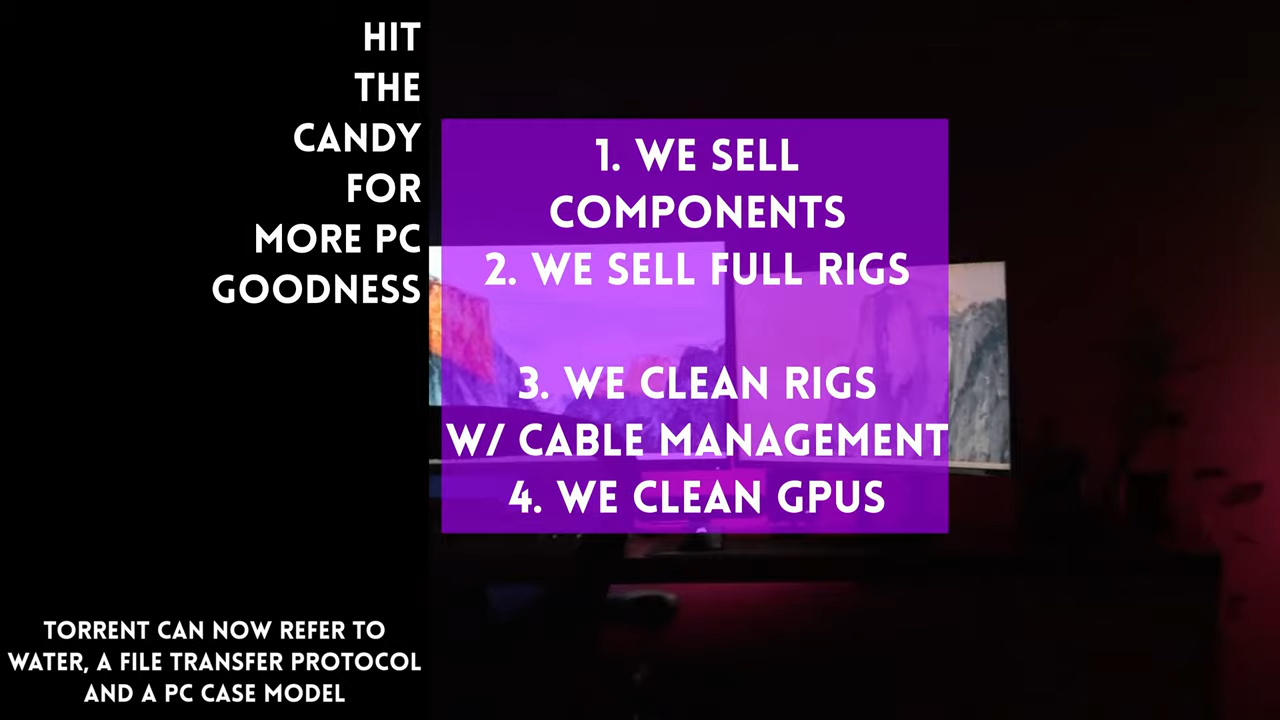 HIT
THE
CANDY
FOR
MORE PC
GOODNESS
1. WE SELL
COMPONENTS
2. WE SELL FULL RIGS
3. WE CLEAN RIGS
W/ CABLE MANAGEMENT
4. WE CLEAN GPUS
TORRENT CAN NOW REFER TO
WATER, A FILE TRANSFER PROTOCOL
AND A PC CASE MODEL